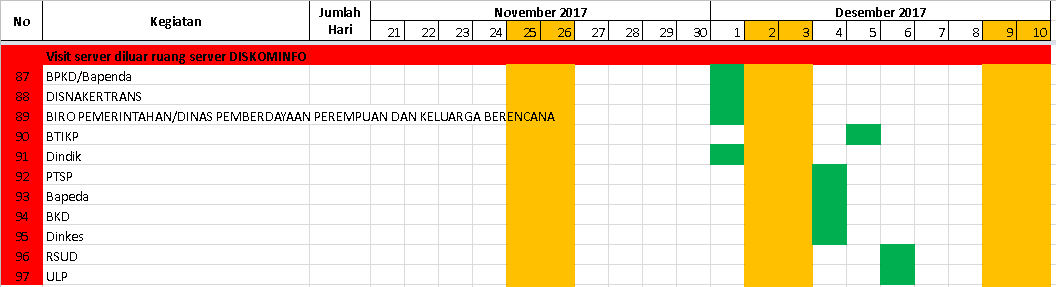 No Kegiatan Jumlah Hari November 2017 Desember 2017
21 22 23 24 25 26 27 28 29 30 1 2 3 4 5 6 7 8 9 10
Visit server diluar ruang server DISKOMINFO
87 BPKD/Bapenda
88 DISNAKERTRANS
89 BIRO PEMERINTAHAN/DINAS PEMBERDAYAAN PEREMPUAN DAN KELUARGA BERENCANA
90 BTIKP
91 Dindik
92 PTSP
93 Bapeda
94 BKD
95 Dinkes
96 RSUD
97 ULP